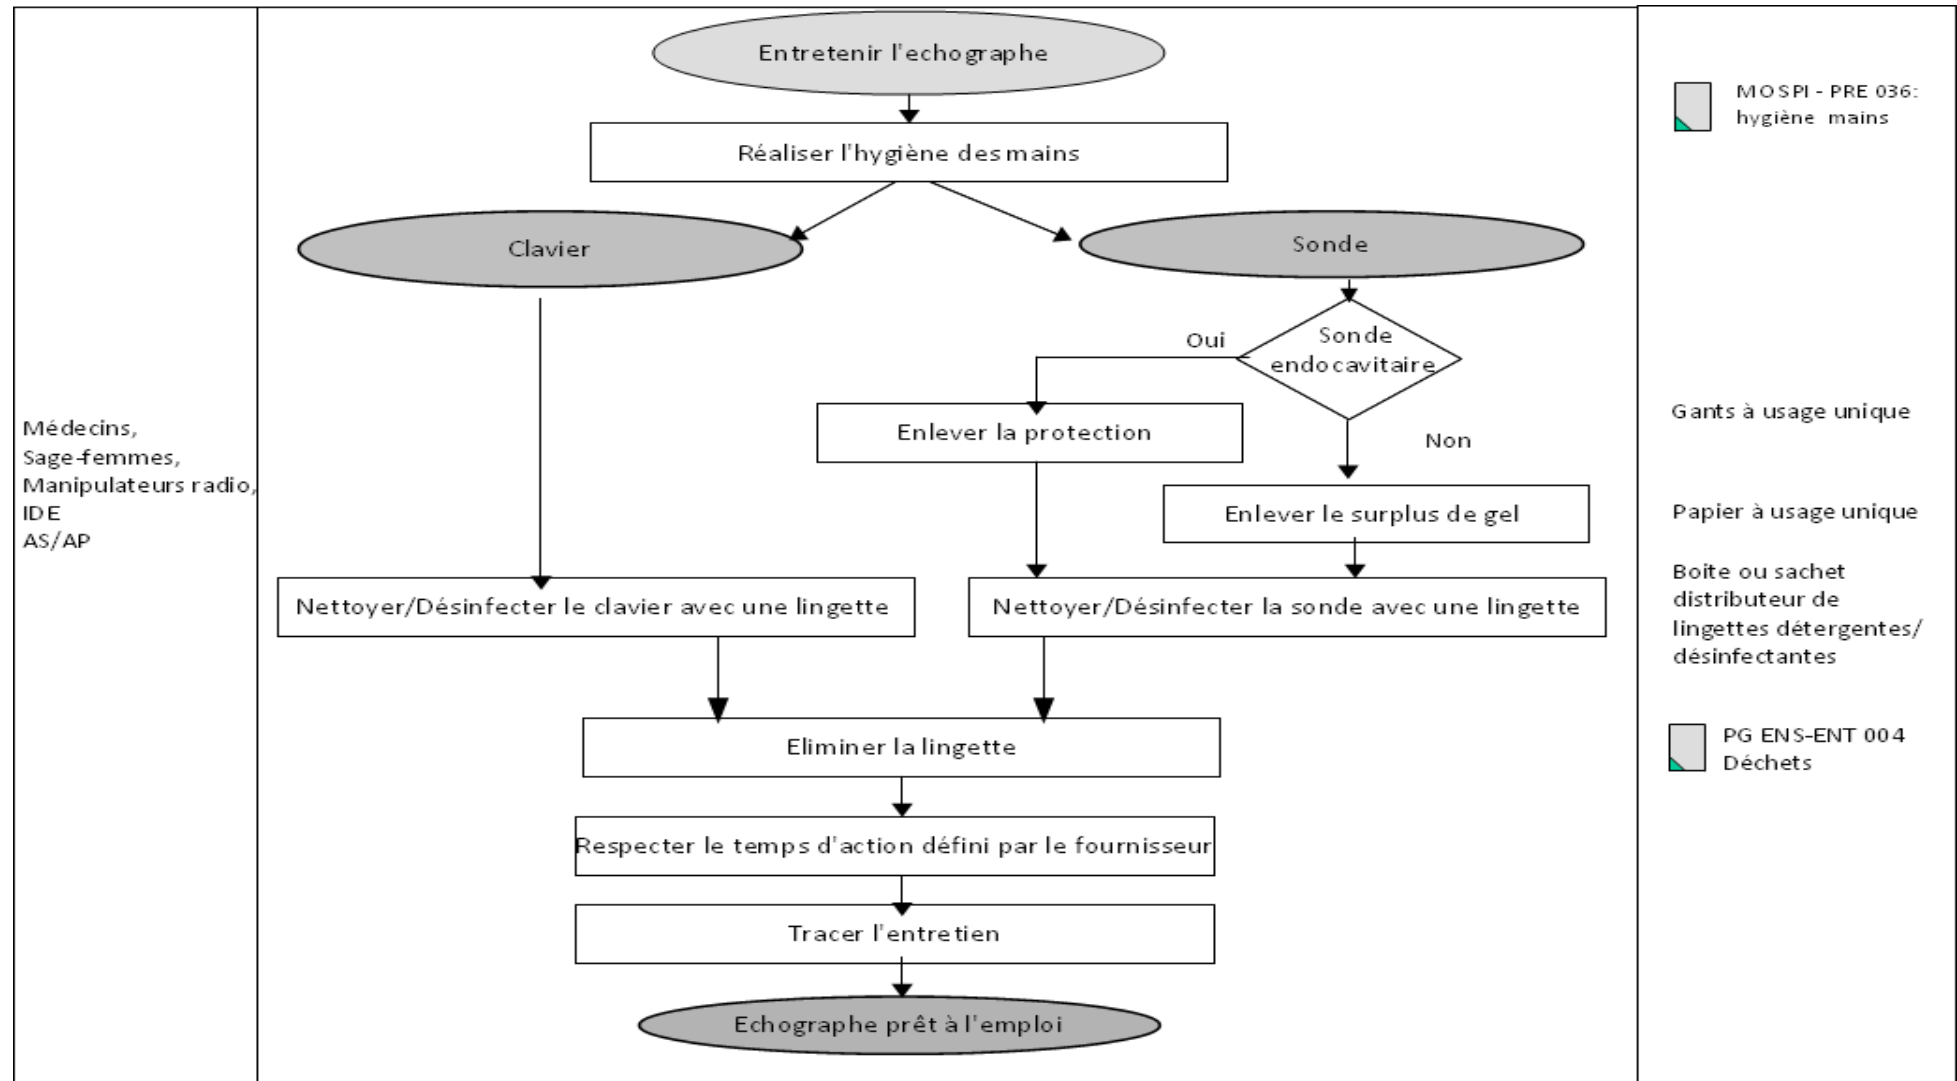 Entretenir l'echographe
MOSPI - PRE 036:
hygiène mains
Réaliser l'hygiène des mains
Clavier
Sonde
Oui
Sonde
endocavitaire
Non
Médecins,
Sage-femmes,
Manipulateurs radio,
IDE
AS/AP
Enlever la protection
Gants à usage unique
Enlever le surplus de gel
Papier à usage unique
Nettoyer/Désinfecter le clavier avec une lingette
Nettoyer/Désinfecter la sonde avec une lingette
Boite ou sachet
distributeur de
lingettes détergentes/
désinfectantes
Eliminer la lingette
PG ENS-ENT 004
Déchets
Respecter le temps d'action défini par le fournisseur
Tracer l'entretien
Echographe prêt à l'emploi